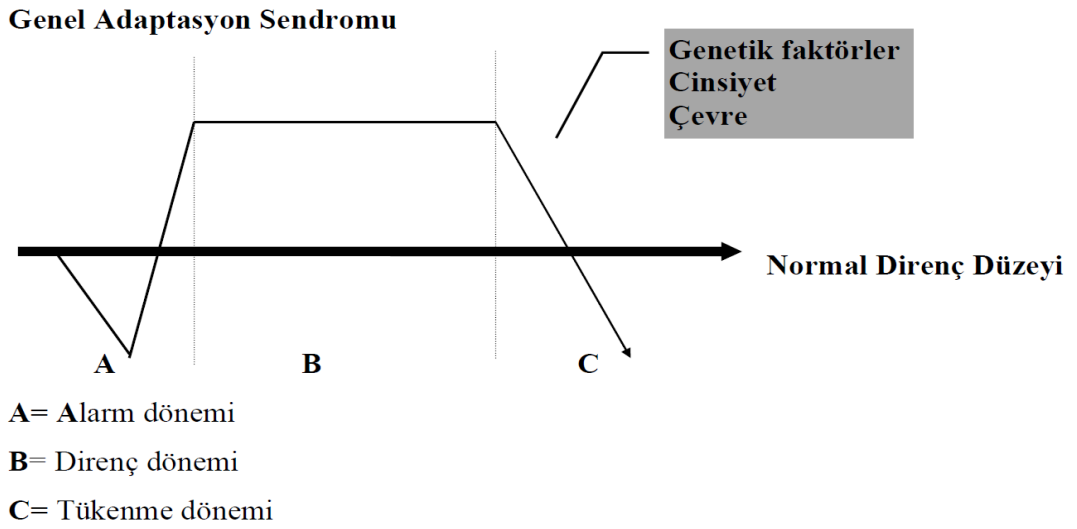 Genel Adaptasyon Sendromu
Genetik faktörler
Cinsiyet
Çevre
Normal Direnç Düzeyi
A
B
C
A= Alarm dönemi
B= Direnç dönemi
C= Tükenme dönemi